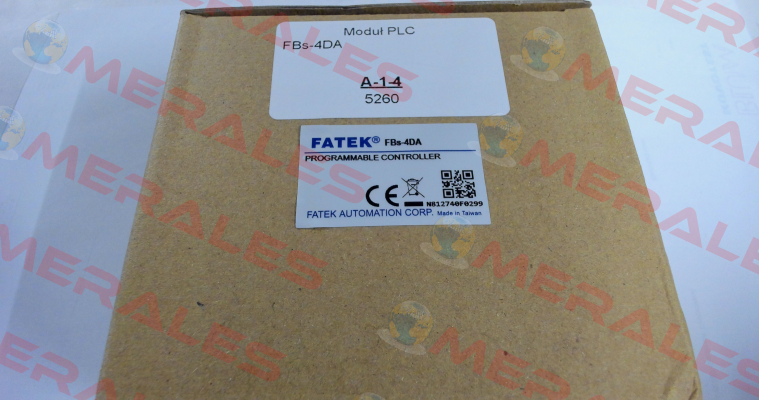 Moduł PLC
FBs-4DA
A-1-4
5260
FATEK® FBs-4DA
PROGRAMMABLE CONTROLLER
CE
N812740F0299
FATEK AUTOMATION CORP. Made in Taiwan
MERALES
MERALES
MERALES
MERALES
MERALES
MERALES